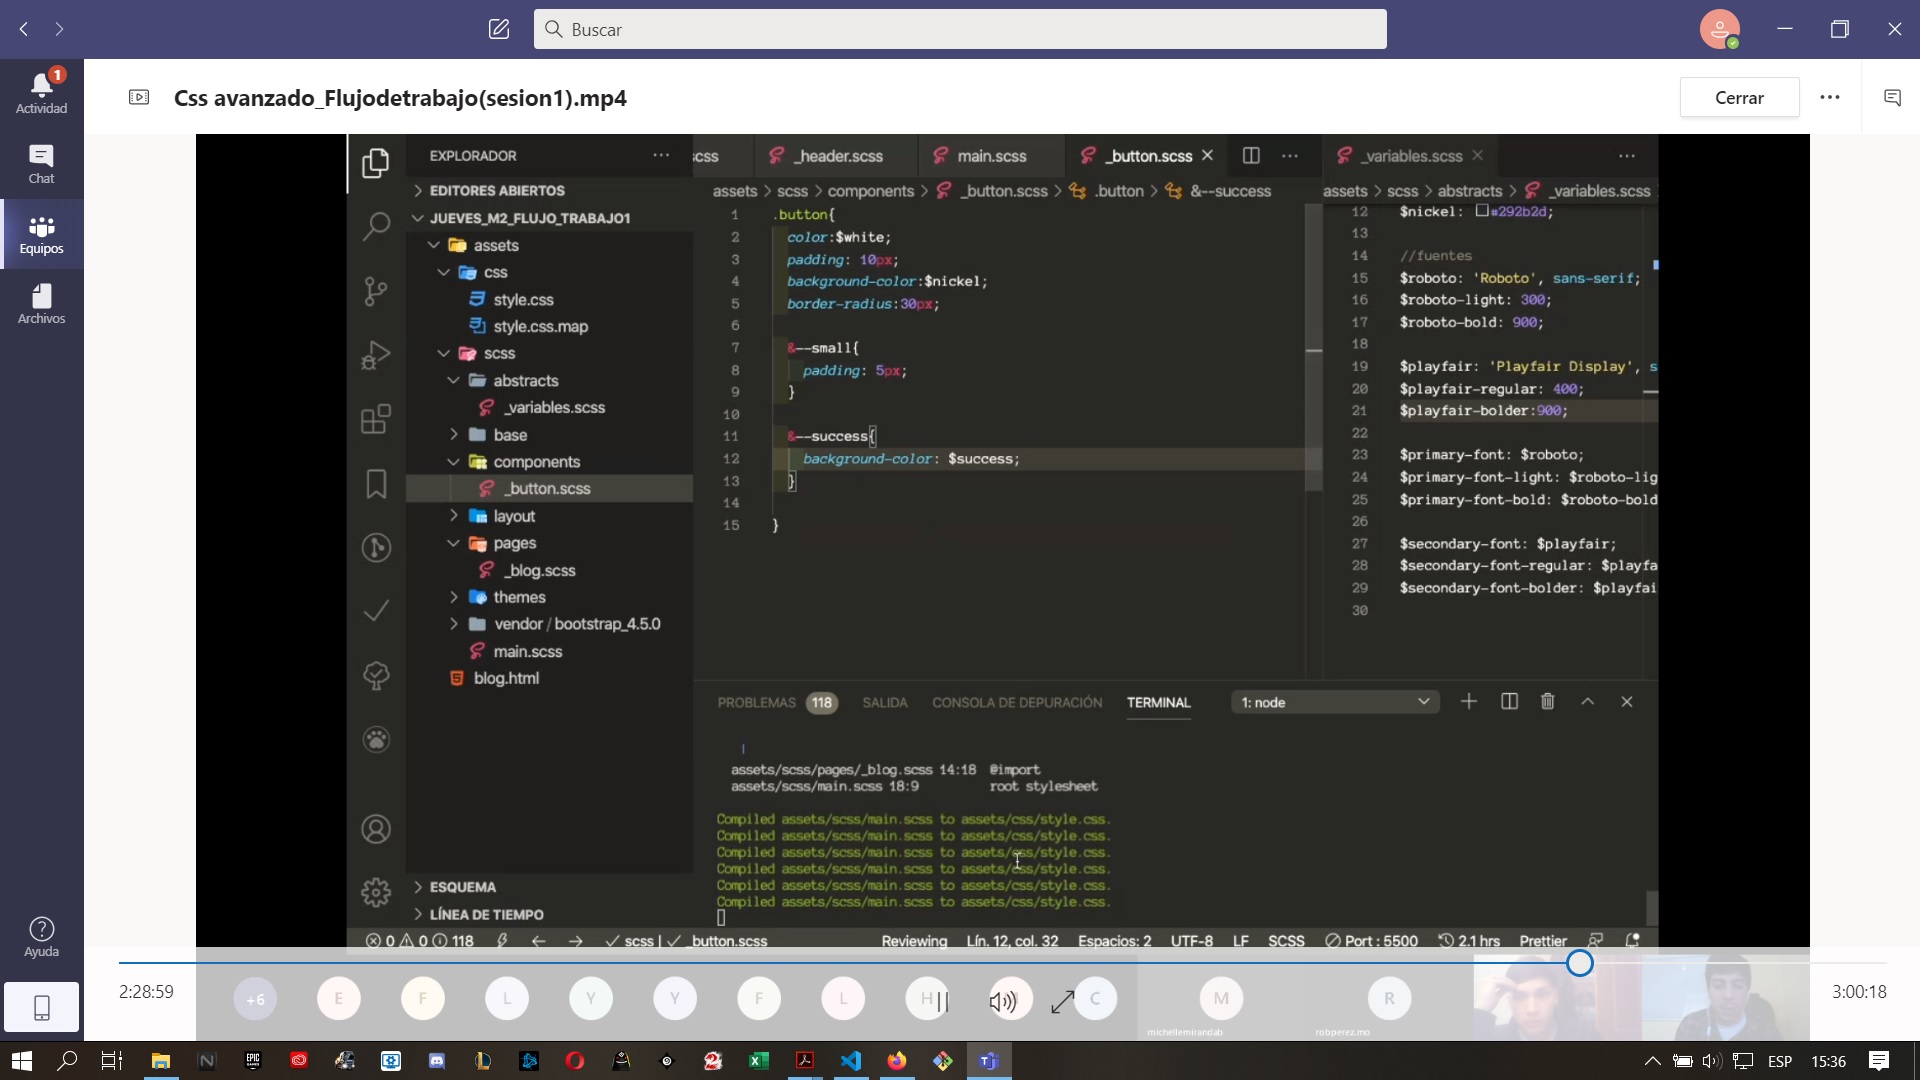 Buscar
Actividad
1
Chat
Equipos
Archivos
Ayuda
Css avanzado_Flujodetrabajo(sesion1).mp4
Cerrar
EXPLORADOR
EDITORES ABIERTOS
JUEVES_M2_FLUJO_TRABAJO1
assets
css
style.css
style.css.map
scss
abstracts
_variables.scss
base
components
_button.scss
layout
pages
_blog.scss
themes
vendor / bootstrap_4.5.0
main.scss
blog.html
ESQUEMA
LÍNEA DE TIEMPO
scss
_header.scss
main.scss
_button.scss
assets > scss > components > _button.scss > .button > &--success
1 .button{
2 color:$white;
3 padding: 10px;
4 background-color:$nickel;
5 border-radius:30px;
6
7 &--small{
8 padding: 5px;
9 }
10
11 &--success{
12 background-color: $success;
13 }
14
15 }
_variables.scss
assets > scss > abstracts > _variables.scss
12 $nickel: #292b2d;
13
14 //fuentes
15 $roboto: 'Roboto', sans-serif;
16 $roboto-light: 300;
17 $roboto-bold: 900;
18
19 $playfair: 'Playfair Display', s
20 $playfair-regular: 400;
21 $playfair-bolder:900;
22
23 $primary-font: $roboto;
24 $primary-font-light: $roboto-lig
25 $primary-font-bold: $roboto-bold
26
27 $secondary-font: $playfair;
28 $secondary-font-regular: $playfa
29 $secondary-font-bolder: $playfai
30
PROBLEMAS 118 SALIDA CONSOLA DE DEPURACIÓN TERMINAL 1: node
assets/scss/pages/_blog.scss 14:18 @import
assets/scss/main.scss 18:9 root stylesheet
Compiled assets/scss/main.scss to assets/css/style.css.
Compiled assets/scss/main.scss to assets/css/style.css.
Compiled assets/scss/main.scss to assets/css/style.css.
Compiled assets/scss/main.scss to assets/css/style.css.
Compiled assets/scss/main.scss to assets/css/style.css.
Compiled assets/scss/main.scss to assets/css/style.css.
0 0 118 scss | _button.scss Reviewing Lín. 12, col. 32 Espacios: 2 UTF-8 LF SCSS Port : 5500 2.1 hrs Prettier
2:28:59
+6 E F L Y Y F L H C M R
michellemirandab
robperez.mo
3:00:18
EPIC GAMES
ESP 15:36